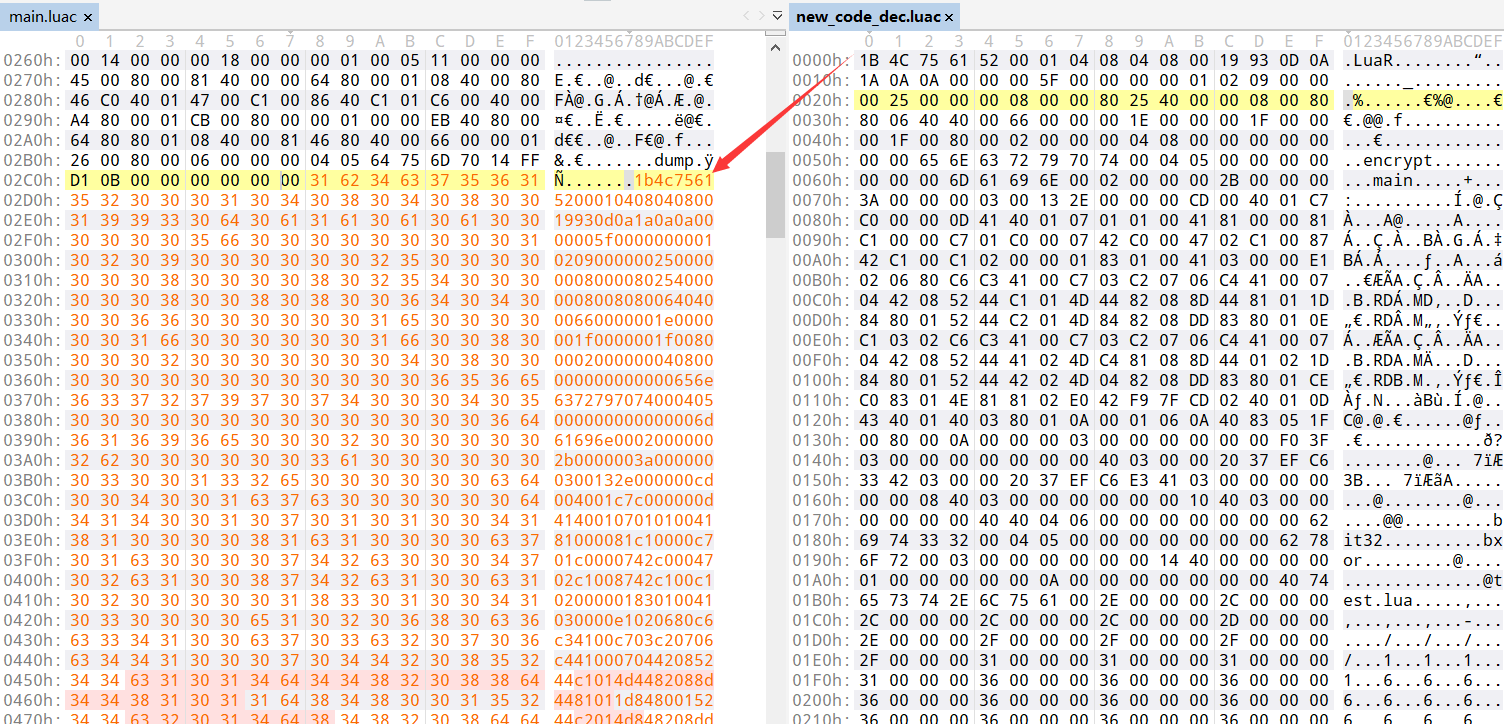 main.luac ×
0 1 2 3 4 5 6 7 8 9 A B C D E F 0123456789ABCDEF
0260h: 00 14 00 00 00 18 00 00 00 01 00 05 11 00 00 00 ................
0270h: 45 00 80 00 81 40 00 00 64 80 00 01 08 40 00 80 E.€..@..d€...@.€
0280h: 46 C0 40 01 47 00 C1 00 86 40 C1 01 C6 00 40 00 FÀ@.G.Á.†@Á.Æ.@.
0290h: A4 80 00 01 CB 00 80 00 01 01 00 00 EB 40 80 00 ¤€..Ë.€.....ë@€.
02A0h: 64 80 80 01 08 40 00 81 46 80 40 00 66 00 00 01 d€€..@..F€@.f...
02B0h: 26 00 80 00 06 00 00 00 04 05 64 75 6D 70 14 FF &.€.......dump.ÿ
02C0h: D1 0B 00 00 00 00 00 00 31 62 34 63 37 35 36 31 Ñ.......1b4c7561
02D0h: 35 32 30 30 30 31 30 34 30 38 30 34 30 38 30 30 5200010408040800
02E0h: 31 39 39 33 30 64 30 61 31 61 30 61 30 61 30 30 19930d0a1a0a0a00
02F0h: 30 30 30 30 35 66 30 30 30 30 30 30 30 30 30 31 00005f0000000001
0300h: 30 32 30 39 30 30 30 30 30 30 32 35 30 30 30 30 0209000000250000
0310h: 30 30 30 38 30 30 30 30 38 30 32 35 34 30 30 30 0008000080254000
0320h: 30 30 30 38 30 30 38 30 38 30 30 36 34 30 34 30 0008008080064040
0330h: 30 30 36 36 30 30 30 30 30 30 31 65 30 30 30 30 00660000001e0000
0340h: 30 30 31 66 30 30 30 30 30 30 31 66 30 30 38 30 001f0000001f0080
0350h: 30 30 30 32 30 30 30 30 30 30 30 34 30 38 30 30 0002000000040800
0360h: 30 30 30 30 30 30 30 30 30 30 30 30 36 35 36 65 000000000000656e
0370h: 36 33 37 32 37 39 37 30 37 34 30 30 30 34 30 35 6372797074000405
0380h: 30 30 30 30 30 30 30 30 30 30 30 30 30 30 36 64 000000000000006d
0390h: 36 31 36 39 36 65 30 30 30 32 30 30 30 30 30 30 61696e0002000000
03A0h: 32 62 30 30 30 30 30 30 33 61 30 30 30 30 30 30 2b0000003a000000
03B0h: 30 33 30 30 31 33 32 65 30 30 30 30 30 30 63 64 0300132e000000cd
03C0h: 30 30 34 30 30 31 63 37 63 30 30 30 30 30 30 64 004001c7c000000d
03D0h: 34 31 34 30 30 31 30 37 30 31 30 31 30 30 34 31 4140010701010041
03E0h: 38 31 30 30 30 30 38 31 63 31 30 30 30 30 63 37 81000081c10000c7
03F0h: 30 31 63 30 30 30 30 37 34 32 63 30 30 30 34 37 01c0000742c00047
0400h: 30 32 63 31 30 30 38 37 34 32 63 31 30 30 63 31 02c1008742c100c1
0410h: 30 32 30 30 30 30 30 31 38 33 30 31 30 30 34 31 0200000183010041
0420h: 30 33 30 30 30 30 65 31 30 32 30 36 38 30 63 36 030000e1020680c6
0430h: 63 33 34 31 30 30 63 37 30 33 63 32 30 37 30 36 c34100c703c20706
0440h: 63 34 34 31 30 30 30 37 30 34 34 32 30 38 35 32 c441000704420852
0450h: 34 34 63 31 30 31 34 64 34 34 38 32 30 38 38 64 44c1014d4482088d
0460h: 34 34 38 31 30 31 31 64 38 34 38 30 30 31 35 32 4481011d84800152
0470h: 34 34 63 32 30 31 34 64 38 34 38 32 30 38 64 64 44c2014d848208dd
new_code_dec.luac ×
0 1 2 3 4 5 6 7 8 9 A B C D E F 0123456789ABCDEF
0000h: 1B 4C 75 61 52 00 01 04 08 04 08 00 19 93 0D 0A .LuaR........“..
0010h: 1A 0A 0A 00 00 00 5F 00 00 00 00 01 02 09 00 00 ......_.........
0020h: 00 25 00 00 00 08 00 00 80 25 40 00 00 08 00 80 .%......€%@....€
0030h: 80 06 40 40 00 66 00 00 00 1E 00 00 00 1F 00 00 €.@@.f..........
0040h: 00 1F 00 80 00 02 00 00 00 04 08 00 00 00 00 00 ...€............
0050h: 00 00 65 6E 63 72 79 70 74 00 04 05 00 00 00 00 ..encrypt.......
0060h: 00 00 00 6D 61 69 6E 00 02 00 00 00 2B 00 00 00 ...main.....+...
0070h: 3A 00 00 00 03 00 13 2E 00 00 00 CD 00 40 01 C7 :..........Í.@.Ç
0080h: C0 00 00 0D 41 40 01 07 01 01 00 41 81 00 00 81 À...A@.....A....
0090h: C1 00 00 C7 01 C0 00 07 42 C0 00 47 02 C1 00 87 Á..Ç.À..BÀ.G.Á.‡
00A0h: 42 C1 00 C1 02 00 00 01 83 01 00 41 03 00 00 E1 BÁ.Á....ƒ..A...á
00B0h: 02 06 80 C6 C3 41 00 C7 03 C2 07 06 C4 41 00 07 ..€ÆÃA.Ç.Â..ÄA..
00C0h: 04 42 08 52 44 C1 01 4D 44 82 08 8D 44 81 01 1D .B.RDÁ.MD‚..D...
00D0h: 84 80 01 52 44 C2 01 4D 84 82 08 DD 83 80 01 0E „€.RDÂ.M„‚.Ýƒ€..
00E0h: C1 03 02 C6 C3 41 00 C7 03 C2 07 06 C4 41 00 07 Á..ÆÃA.Ç.Â..ÄA..
00F0h: 04 42 08 52 44 41 02 4D C4 81 08 8D 44 01 02 1D .B.RDA.MÄ...D...
0100h: 84 80 01 52 44 42 02 4D 04 82 08 DD 83 80 01 CE „€.RDB.M.‚.Ýƒ€.Î
0110h: C0 83 01 4E 81 81 02 E0 42 F9 7F CD 02 40 01 0D Àƒ.N...àBù.Í.@..
0120h: 43 40 01 40 03 80 01 0A 00 01 06 0A 40 83 05 1F C@.@.€......@ƒ..
0130h: 00 80 00 0A 00 00 00 03 00 00 00 00 00 00 F0 3F .€............ð?
0140h: 03 00 00 00 00 00 00 00 40 03 00 00 20 37 EF C6 ........@... 7ïÆ
0150h: 33 42 03 00 00 20 37 EF C6 E3 41 03 00 00 00 00 3B... 7ïÆãA.....
0160h: 00 00 08 40 03 00 00 00 00 00 00 10 40 03 00 00 ...@........@...
0170h: 00 00 00 00 40 40 04 06 00 00 00 00 00 00 00 62 ....@@.........b
0180h: 69 74 33 32 00 04 05 00 00 00 00 00 00 00 62 78 it32..........bx
0190h: 6F 72 00 03 00 00 00 00 00 00 14 40 00 00 00 00 or.........@....
01A0h: 01 00 00 00 00 00 0A 00 00 00 00 00 00 00 40 74 ..............@t
01B0h: 65 73 74 2E 6C 75 61 00 2E 00 00 00 2C 00 00 00 est.lua.....,...
01C0h: 2C 00 00 00 2C 00 00 00 2C 00 00 00 2D 00 00 00 ,...,...,...-...
01D0h: 2E 00 00 00 2F 00 00 00 2F 00 00 00 2F 00 00 00 ..../.../.../...
01E0h: 2F 00 00 00 31 00 00 00 31 00 00 00 31 00 00 00 /...1...1...1...
01F0h: 31 00 00 00 36 00 00 00 36 00 00 00 36 00 00 00 1...6...6...6...
0200h: 36 00 00 00 36 00 00 00 36 00 00 00 36 00 00 00 6...6...6...6...
0210h: 36 00 00 00 36 00 00 00 36 00 00 00 36 00 00 00 6...6...6...6...